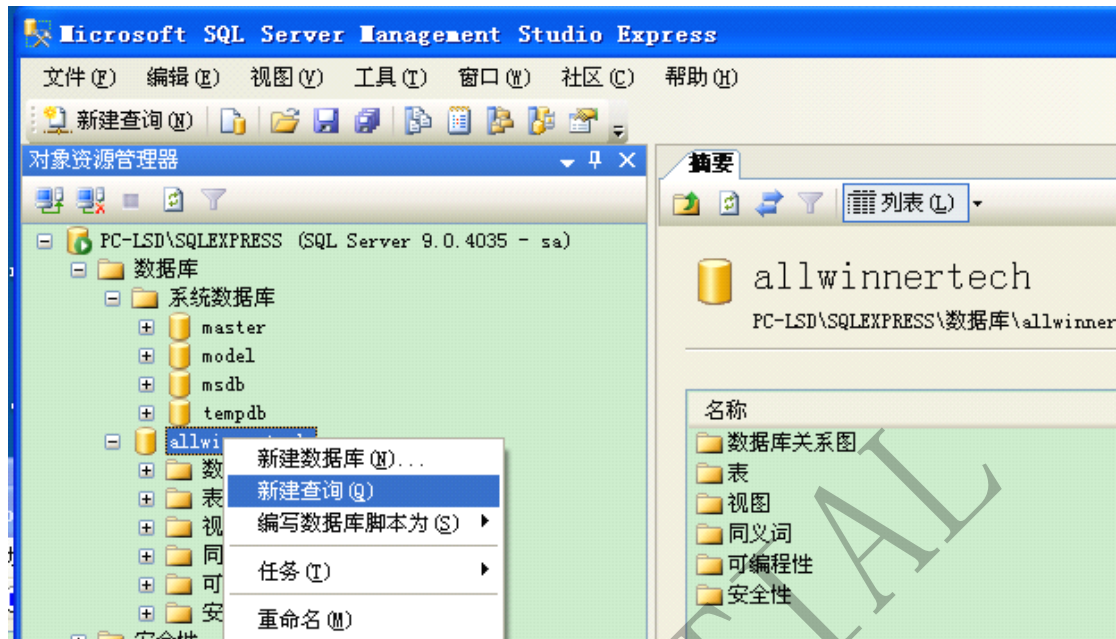 Microsoft SQL Server Management Studio Express
文件(F) 编辑(E) 视图(V) 工具(T) 窗口(W) 社区(C) 帮助(H)
新建查询(N)
对象资源管理器
PC-LSD\SQLEXPRESS (SQL Server 9.0.4035 - sa)
数据库
系统数据库
master
model
msdb
tempdb
allwi
数
表
视
同
可
安
安全性
新建数据库(N)...
新建查询(Q)
编写数据库脚本为(S)
任务(T)
重命名(M)
摘要
列表(L)
allwinnertech
PC-LSD\SQLEXPRESS\数据库\allwinner
名称
数据库关系图
表
视图
同义词
可编程性
安全性
TIAL